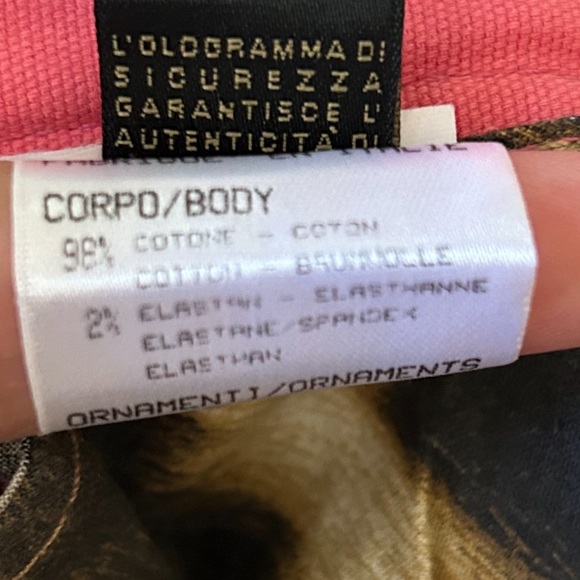 L'OLOGRAMMA DI
SICUREZZA
GARANTISCE L'
AUTENTICITÀ DI
CORPO/BODY
98% COTONE - COTON
COTTON - BAUMWOLLE
2% ELASTAN - ELASTHANNE
ELASTANE/SPANDEX
ELASTHAN
ORNAMENTI/ORNAMENTS